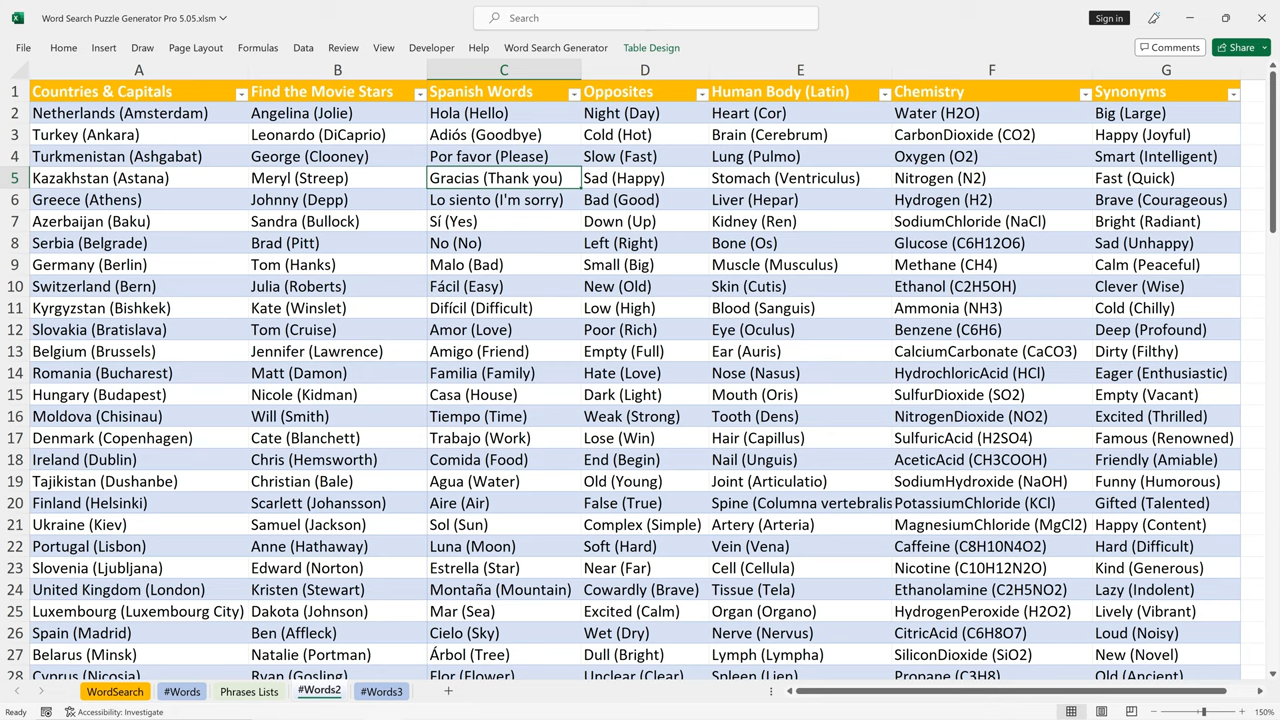 Word Search Puzzle Generator Pro 5.05.xlsm
Search
Sign in
File Home Insert Draw Page Layout Formulas Data Review View Developer Help Word Search Generator Table Design Comments Share
A B C D E F G
1 Countries & Capitals Find the Movie Stars Spanish Words Opposites Human Body (Latin) Chemistry Synonyms
2 Netherlands (Amsterdam) Angelina (Jolie) Hola (Hello) Night (Day) Heart (Cor) Water (H2O) Big (Large)
3 Turkey (Ankara) Leonardo (DiCaprio) Adiós (Goodbye) Cold (Hot) Brain (Cerebrum) CarbonDioxide (CO2) Happy (Joyful)
4 Turkmenistan (Ashgabat) George (Clooney) Por favor (Please) Slow (Fast) Lung (Pulmo) Oxygen (O2) Smart (Intelligent)
5 Kazakhstan (Astana) Meryl (Streep) Gracias (Thank you) Sad (Happy) Stomach (Ventriculus) Nitrogen (N2) Fast (Quick)
6 Greece (Athens) Johnny (Depp) Lo siento (I'm sorry) Bad (Good) Liver (Hepar) Hydrogen (H2) Brave (Courageous)
7 Azerbaijan (Baku) Sandra (Bullock) Sí (Yes) Down (Up) Kidney (Ren) SodiumChloride (NaCl) Bright (Radiant)
8 Serbia (Belgrade) Brad (Pitt) No (No) Left (Right) Bone (Os) Glucose (C6H12O6) Sad (Unhappy)
9 Germany (Berlin) Tom (Hanks) Malo (Bad) Small (Big) Muscle (Musculus) Methane (CH4) Calm (Peaceful)
10 Switzerland (Bern) Julia (Roberts) Fácil (Easy) New (Old) Skin (Cutis) Ethanol (C2H5OH) Clever (Wise)
11 Kyrgyzstan (Bishkek) Kate (Winslet) Difícil (Difficult) Low (High) Blood (Sanguis) Ammonia (NH3) Cold (Chilly)
12 Slovakia (Bratislava) Tom (Cruise) Amor (Love) Poor (Rich) Eye (Oculus) Benzene (C6H6) Deep (Profound)
13 Belgium (Brussels) Jennifer (Lawrence) Amigo (Friend) Empty (Full) Ear (Auris) CalciumCarbonate (CaCO3) Dirty (Filthy)
14 Romania (Bucharest) Matt (Damon) Familia (Family) Hate (Love) Nose (Nasus) HydrochloricAcid (HCl) Eager (Enthusiastic)
15 Hungary (Budapest) Nicole (Kidman) Casa (House) Dark (Light) Mouth (Oris) SulfurDioxide (SO2) Empty (Vacant)
16 Moldova (Chisinau) Will (Smith) Tiempo (Time) Weak (Strong) Tooth (Dens) NitrogenDioxide (NO2) Excited (Thrilled)
17 Denmark (Copenhagen) Cate (Blanchett) Trabajo (Work) Lose (Win) Hair (Capillus) SulfuricAcid (H2SO4) Famous (Renowned)
18 Ireland (Dublin) Chris (Hemsworth) Comida (Food) End (Begin) Nail (Unguis) AceticAcid (CH3COOH) Friendly (Amiable)
19 Tajikistan (Dushanbe) Christian (Bale) Agua (Water) Old (Young) Joint (Articulatio) SodiumHydroxide (NaOH) Funny (Humorous)
20 Finland (Helsinki) Scarlett (Johansson) Aire (Air) False (True) Spine (Columna vertebralis PotassiumChloride (KCl) Gifted (Talented)
21 Ukraine (Kiev) Samuel (Jackson) Sol (Sun) Complex (Simple) Artery (Arteria) MagnesiumChloride (MgCl2) Happy (Content)
22 Portugal (Lisbon) Anne (Hathaway) Luna (Moon) Soft (Hard) Vein (Vena) Caffeine (C8H10N4O2) Hard (Difficult)
23 Slovenia (Ljubljana) Edward (Norton) Estrella (Star) Near (Far) Cell (Cellula) Nicotine (C10H12N2O) Kind (Generous)
24 United Kingdom (London) Kristen (Stewart) Montaña (Mountain) Cowardly (Brave) Tissue (Tela) Ethanolamine (C2H5NO2) Lazy (Indolent)
25 Luxembourg (Luxembourg City) Dakota (Johnson) Mar (Sea) Excited (Calm) Organ (Organo) HydrogenPeroxide (H2O2) Lively (Vibrant)
26 Spain (Madrid) Ben (Affleck) Cielo (Sky) Wet (Dry) Nerve (Nervus) CitricAcid (C6H8O7) Loud (Noisy)
27 Belarus (Minsk) Natalie (Portman) Árbol (Tree) Dull (Bright) Lymph (Lympha) SiliconDioxide (SiO2) New (Novel)
28 Cyprus (Nicosia) Ryan (Gosling) Flor (Flower) Unclear (Clear) Spleen (Lien) Propane (C3H8) Old (Ancient)
WordSearch #Words Phrases Lists #Words2 #Words3
Ready Accessibility: Investigate 150%